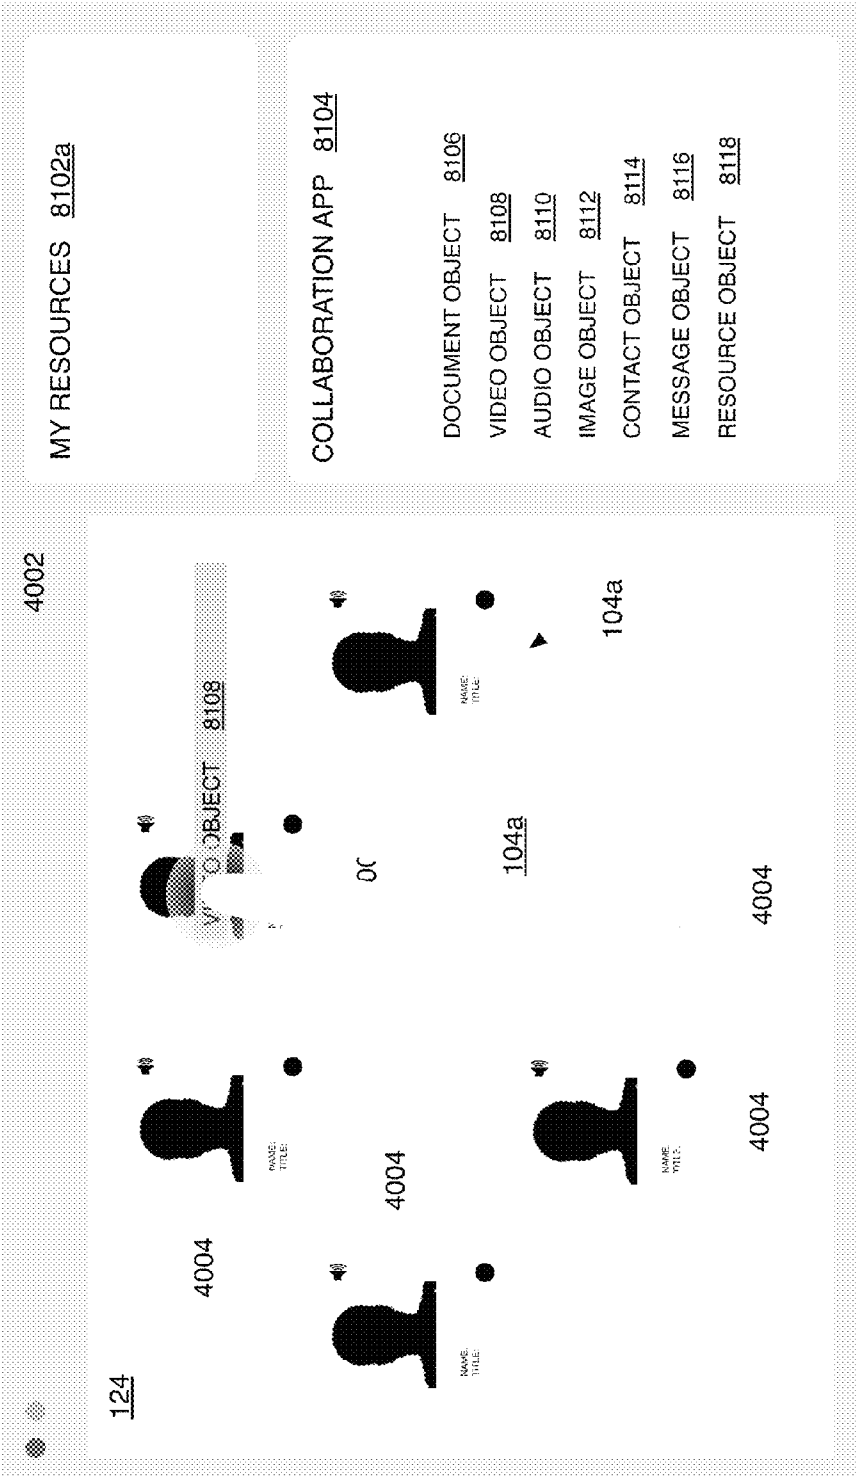 4002
MY RESOURCES 8102a
COLLABORATION APP 8104
DOCUMENT OBJECT 8106
VIDEO OBJECT 8108
AUDIO OBJECT 8110
IMAGE OBJECT 8112
CONTACT OBJECT 8114
MESSAGE OBJECT 8116
RESOURCE OBJECT 8118
124
4004
NAME:
TITLE:
OBJECT 8108
NAME:
TITLE:
4004
NAME:
TITLE:
104a
104a
NAME:
4004
4004